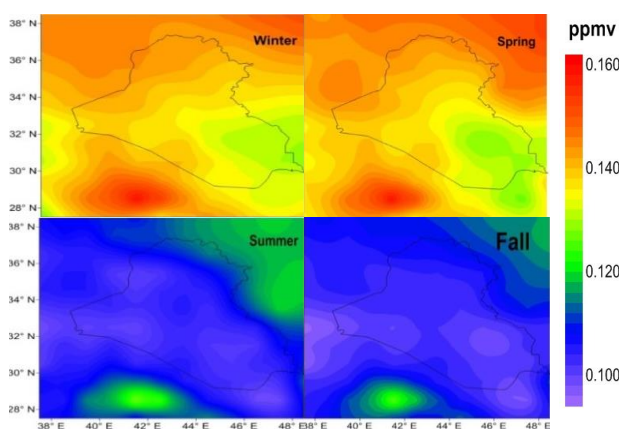 ppmv
38° N
36° N
34° N
32° N
30° N
28° N
Winter
Spring
0.160
0.140
0.120
0.100
38° N
36° N
34° N
32° N
30° N
28° N
Summer
Fall
38° E
40° E
42° E
44° E
46° E
48° E
40° E
42° E
44° E
46° E
48° E